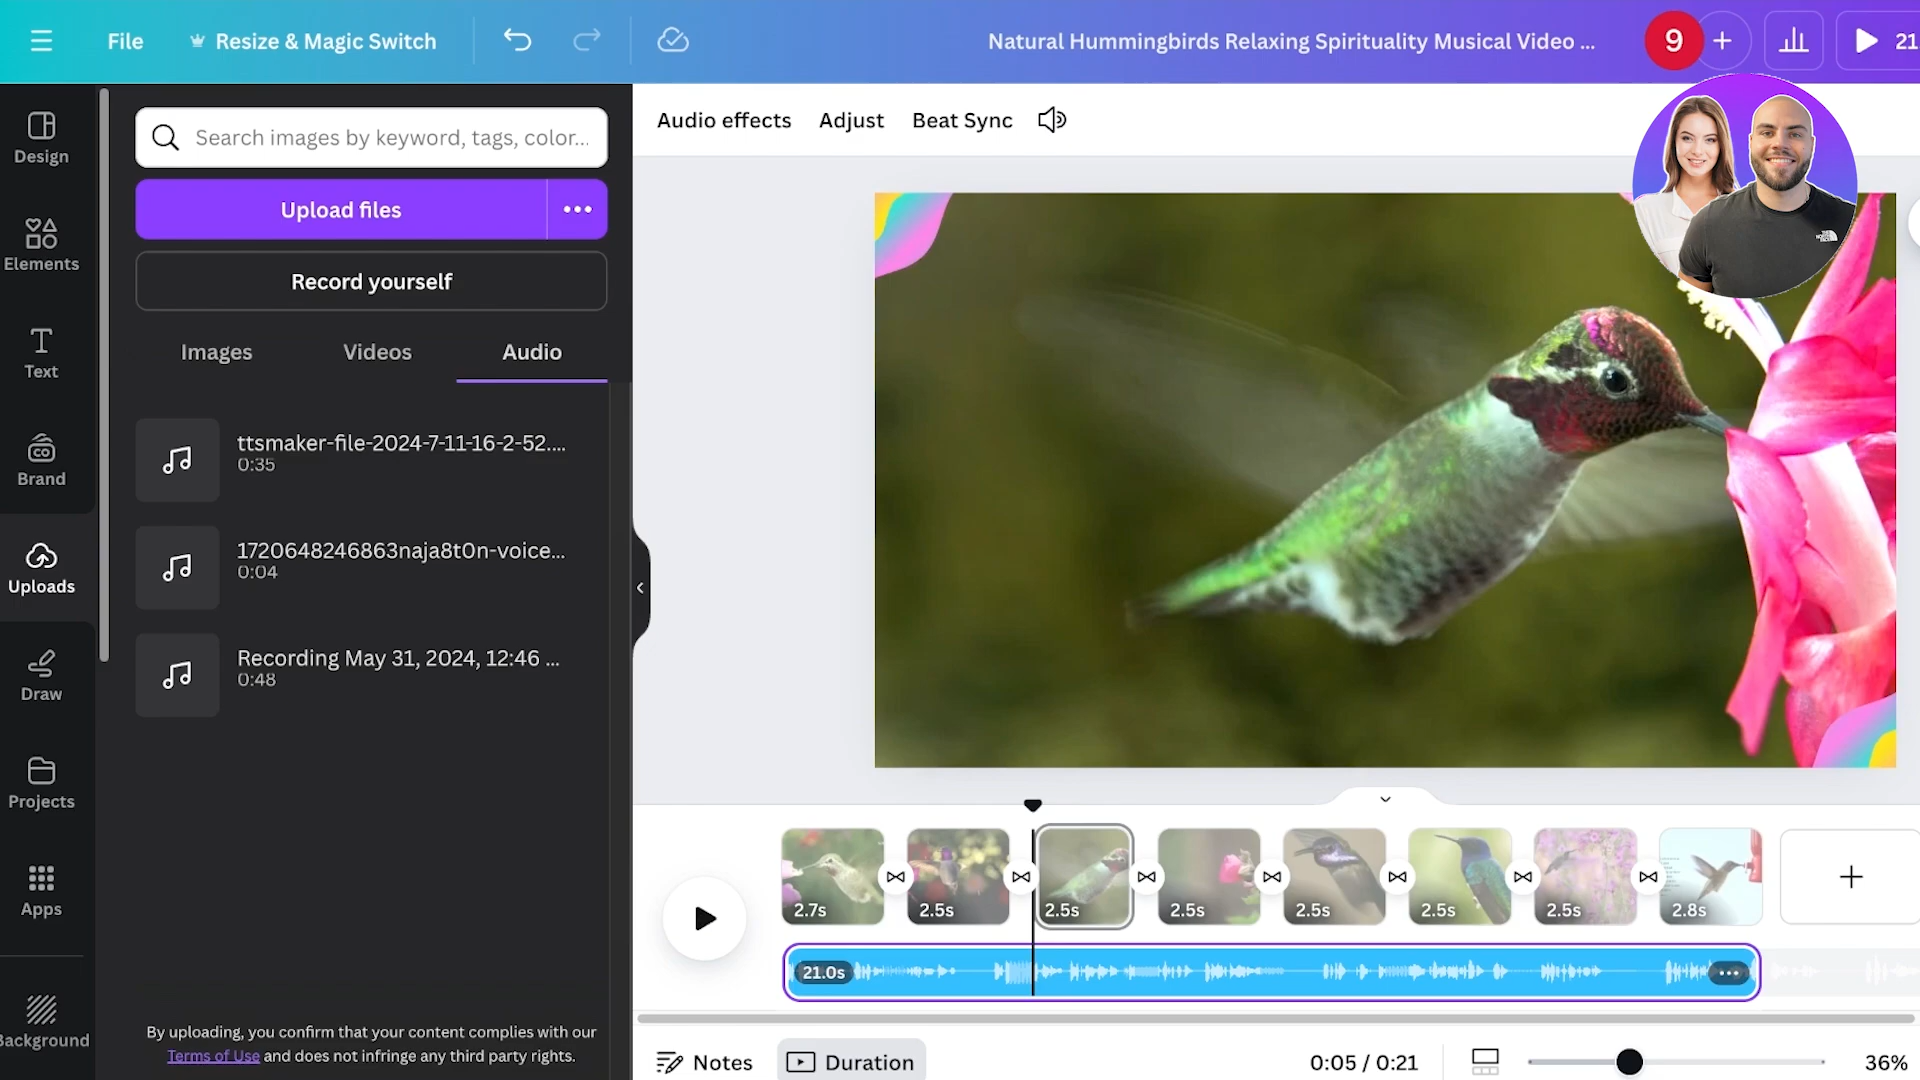 File
Resize & Magic Switch
Natural Hummingbirds Relaxing Spirituality Musical Video ...
9
+
21
Design
Elements
Text
Brand
Uploads
Draw
Projects
Apps
Background
Search images by keyword, tags, color...
Upload files
Record yourself
Images
Videos
Audio
ttsmaker-file-2024-7-11-16-2-52....
0:35
1720648246863naja8t0n-voice...
0:04
Recording May 31, 2024, 12:46 ...
0:48
By uploading, you confirm that your content complies with our
Terms of Use and does not infringe any third party rights.
Audio effects
Adjust
Beat Sync
THE NORTH FACE
2.7s
2.5s
2.5s
2.5s
2.5s
2.5s
2.5s
2.8s
21.0s
Notes
Duration
0:05 / 0:21
36%